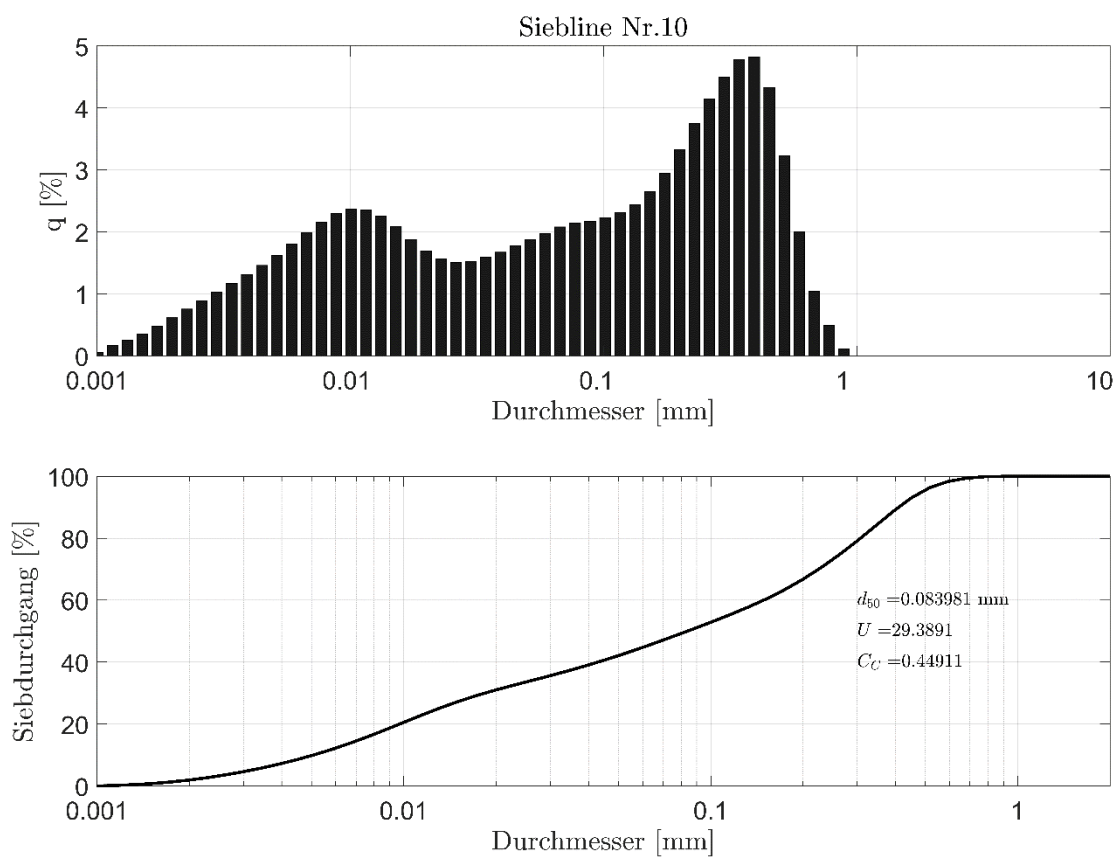 Siebline Nr.10
5
4
3
2
1
0
q [%]
0.001 0.01 0.1 1 10
Durchmesser [mm]
100
80
60
40
20
0
Siebdurchgang [%]
d50 =0.083981 mm
U =29.3891
CC =0.44911
0.001 0.01 0.1 1
Durchmesser [mm]